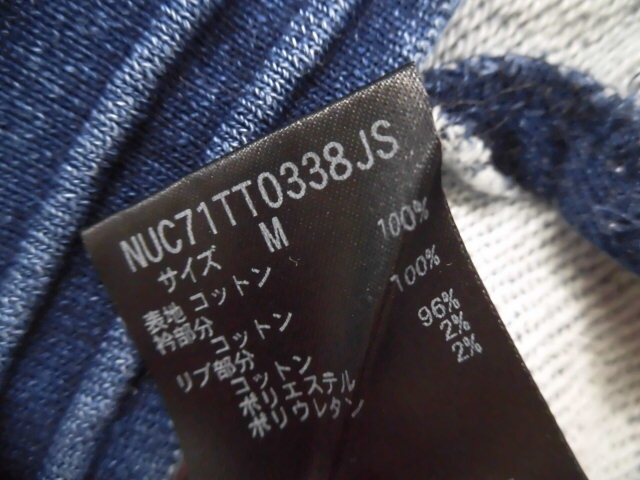 NUC71TT0338JS
サイズ M
表地 コットン 100%
衿部分
コットン 100%
リブ部分
コットン 96%
ポリエステル 2%
ポリウレタン 2%